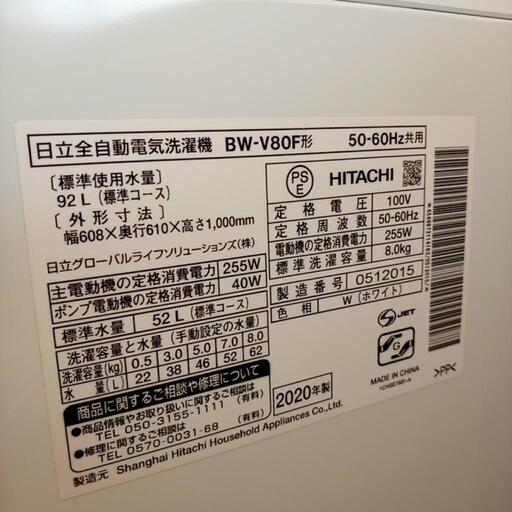 日立全自動電気洗濯機 BW-V80F形 50-60Hz共用
〔標準使用水量〕
92 L (標準コース)
〔外形寸法〕
幅608×奥行610×高さ1,000mm
日立グローバルライフソリューションズ(株)
主電動機の定格消費電力 255W
ポンプ電動機の定格消費電力 40W
標準水量 52 L (標準コース)
洗濯容量と水量 (手動設定の水量)
洗濯容量(kg) 0.5 3.0 5.0 7.0 8.0
水量(L) 22 38 46 52 62
商品に関するご相談や修理について
商品情報やお取り扱いに関するご相談
TEL 050-3155-1111 (有料)
●修理に関するご相談
TEL 0570-0031-68 (有料)
製造元 Shanghai Hitachi Household Appliances Co.,Ltd.
PS
E
HITACHI
定格電圧 100V
定格周波数 50-60Hz
電動機の定格消費電力 255W
標準洗濯容量 8.0kg
製造番号 0512015
色相 W (ホワイト)
2020年製
S JET
G
MADE IN CHINA
>PP<